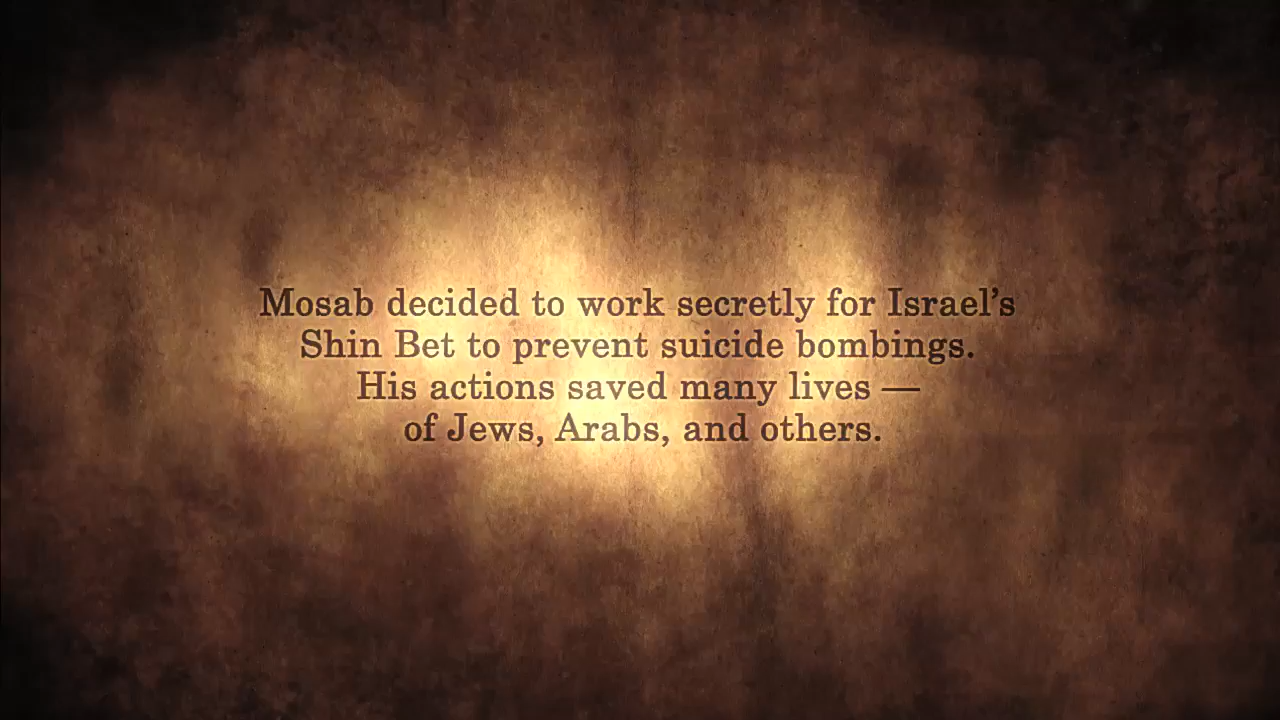 Mosab decided to work secretly for Israel’s
Shin Bet to prevent suicide bombings.
His actions saved many lives —
of Jews, Arabs, and others.